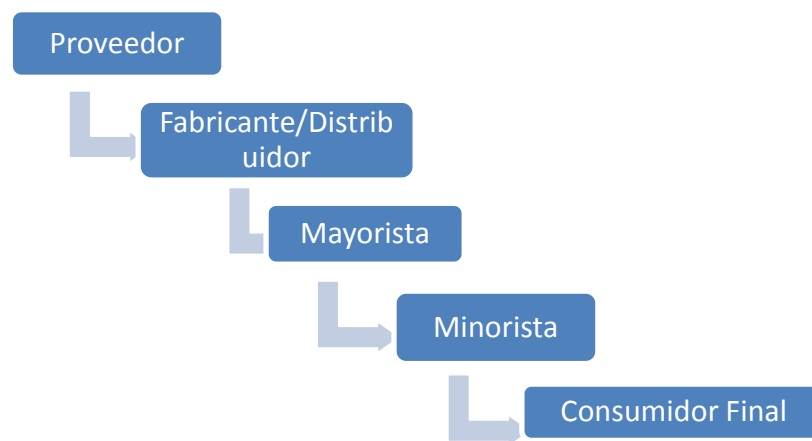 Proveedor
Fabricante/Distrib
uidor
Mayorista
Minorista
Consumidor Final